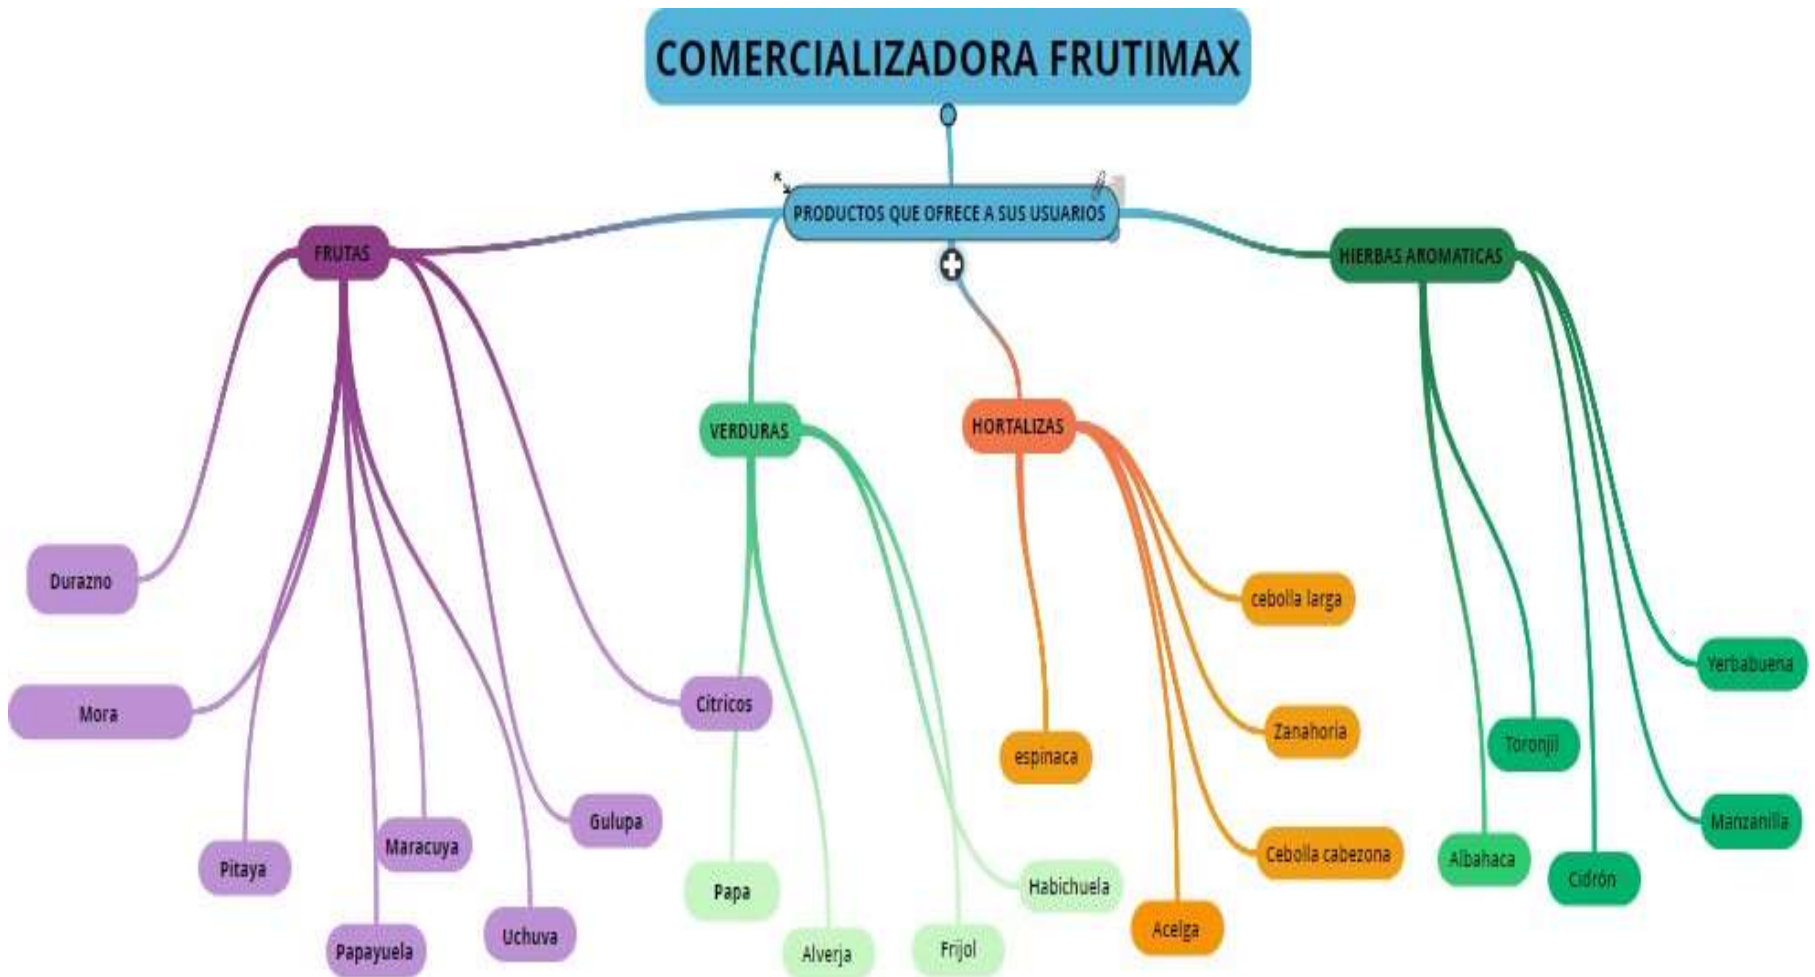 COMERCIALIZADORA FRUTIMAX
PRODUCTOS QUE OFRECE A SUS USUARIOS
FRUTAS
HIERBAS AROMATICAS
VERDURAS
HORTALIZAS
Durazno
Mora
Pitaya
Papayuela
Maracuya
Uchuva
Gulupa
Citricos
Papa
Alverja
Frijol
Habichuela
espinaca
cebolla larga
Zanahoria
Cebolla cabezona
Acelga
Albahaca
Toronjil
Cidrón
Yerbabuena
Manzanilla